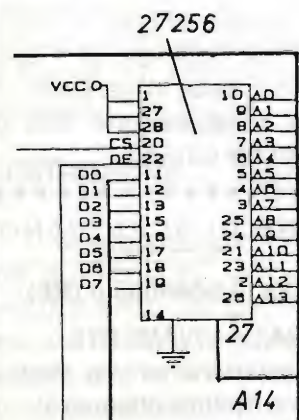 27256
VCC 1 10 A0
27 9 A1
28 8 A2
CS 20 7 A3
OE 22 6 A4
D0 11 5 A5
D1 12 4 A6
D2 13 3 A7
D3 15 25 A8
D4 16 24 A9
D5 17 21 A10
D6 18 23 A11
D7 19 2 A12
26 A13
14
27
A14